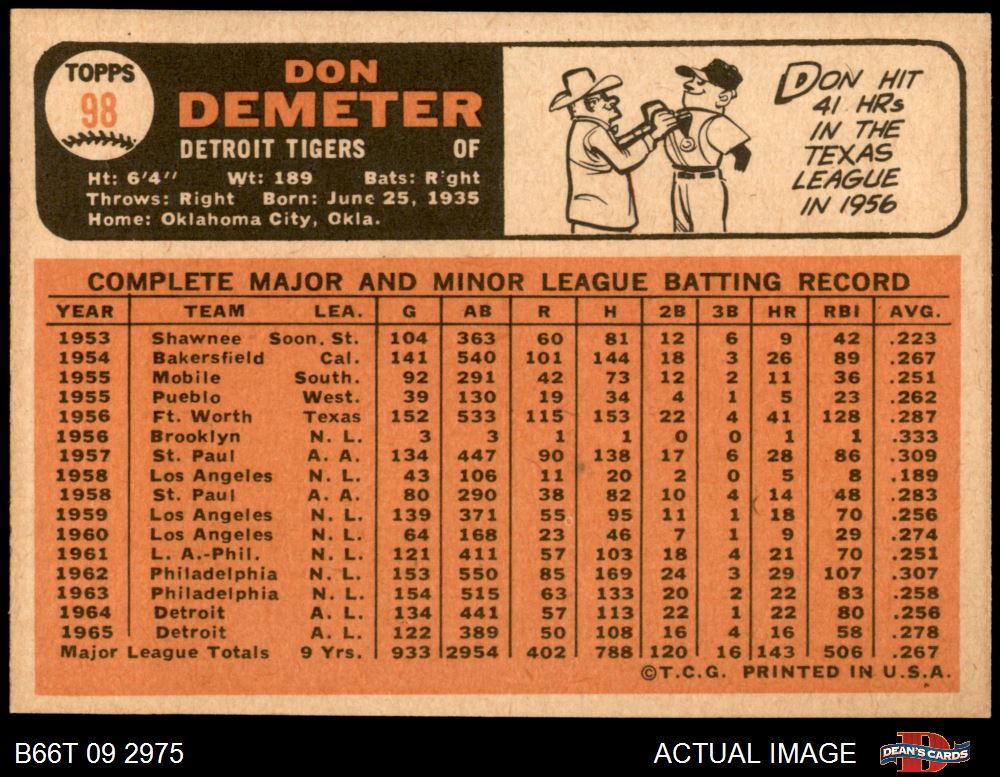 TOPPS
98
DON
DEMETER
DETROIT TIGERS OF
Ht: 6'4" Wt: 189 Bats: Right
Throws: Right Born: June 25, 1935
Home: Oklahoma City, Okla.
DON HIT
41 HRs
IN THE
TEXAS
LEAGUE
IN 1956
COMPLETE MAJOR AND MINOR LEAGUE BATTING RECORD
YEAR TEAM LEA. G AB R H 2B 3B HR RBI AVG.
1953 Shawnee Soon. St. 104 363 60 81 12 6 9 42 .223
1954 Bakersfield Cal. 141 540 101 144 18 3 26 89 .267
1955 Mobile South. 92 291 42 73 12 2 11 36 .251
1955 Pueblo West. 39 130 19 34 4 1 5 23 .262
1956 Ft. Worth Texas 152 533 115 153 22 4 41 128 .287
1956 Brooklyn N. L. 3 3 1 1 0 0 1 1 .333
1957 St. Paul A. A. 134 447 90 138 17 6 28 86 .309
1958 Los Angeles N. L. 43 106 11 20 2 0 5 8 .189
1958 St. Paul A. A. 80 290 38 82 10 4 14 48 .283
1959 Los Angeles N. L. 139 371 55 95 11 1 18 70 .256
1960 Los Angeles N. L. 64 168 23 46 7 1 9 29 .274
1961 L. A.-Phil. N. L. 121 411 57 103 18 4 21 70 .251
1962 Philadelphia N. L. 153 550 85 169 24 3 29 107 .307
1963 Philadelphia N. L. 154 515 63 133 20 2 22 83 .258
1964 Detroit A. L. 134 441 57 113 22 1 22 80 .256
1965 Detroit A. L. 122 389 50 108 16 4 16 58 .278
Major League Totals 9 Yrs. 933 2954 402 788 120 16 143 506 .267
©T.C.G. PRINTED IN U.S.A.
B66T 09 2975 ACTUAL IMAGE DEAN'S CARDS